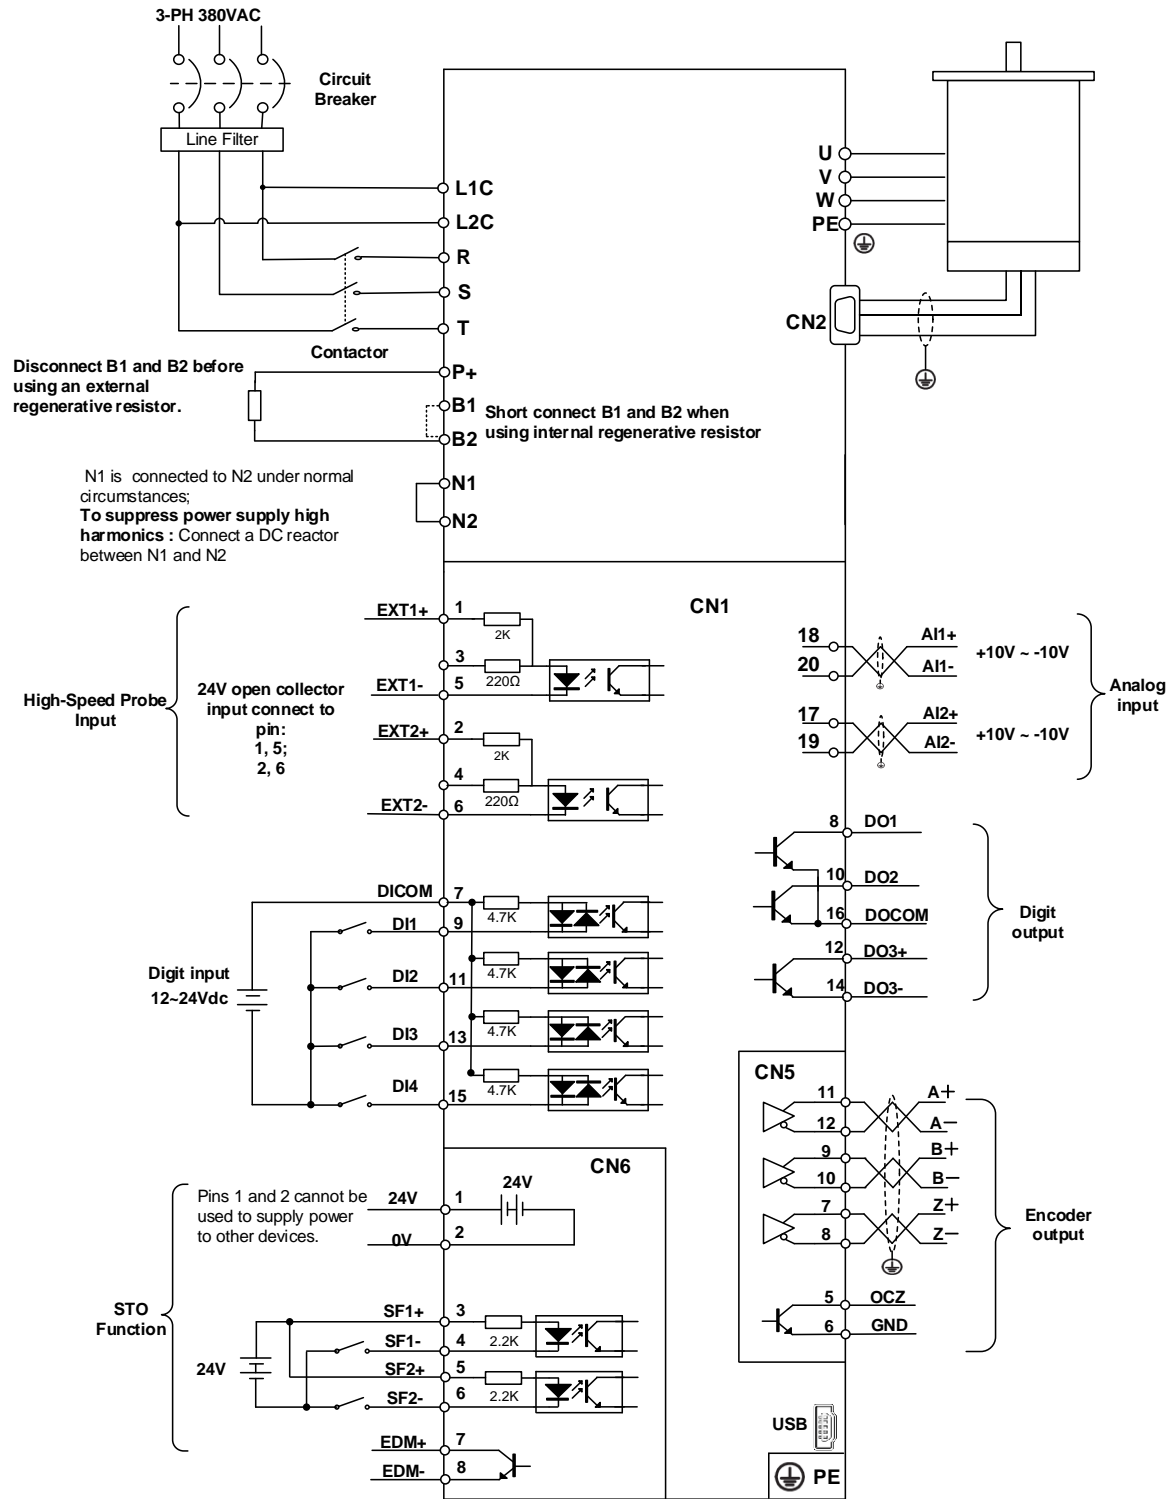 3-PH 380VAC
Circuit
Breaker
Line Filter
L1C
L2C
R
S
T
Contactor
U
V
W
PE
CN2
Disconnect B1 and B2 before
using an external
regenerative resistor.
P+
B1
B2
Short connect B1 and B2 when
using internal regenerative resistor
N1 is connected to N2 under normal
circumstances;
To suppress power supply high
harmonics : Connect a DC reactor
between N1 and N2
N1
N2
CN1
High-Speed Probe
Input
24V open collector
input connect to
pin:
1, 5;
2, 6
EXT1+
1
2K
3
220Ω
EXT1-
5
EXT2+
2
2K
4
220Ω
EXT2-
6
18
AI1+
20
AI1-
+10V ~ -10V
17
AI2+
19
AI2-
+10V ~ -10V
Analog
input
8
DO1
10
DO2
16
DOCOM
12
DO3+
14
DO3-
Digit
output
Digit input
12~24Vdc
DICOM
7
4.7K
DI1
9
4.7K
DI2
11
4.7K
DI3
13
4.7K
DI4
15
CN5
11
A+
12
A-
9
B+
10
B-
7
Z+
8
Z-
Encoder
output
5
OCZ
6
GND
CN6
STO
Function
Pins 1 and 2 cannot be
used to supply power
to other devices.
24V
1
24V
0V
2
24V
SF1+
3
SF1-
4
2.2K
SF2+
5
SF2-
6
2.2K
EDM+
7
EDM-
8
USB
PE